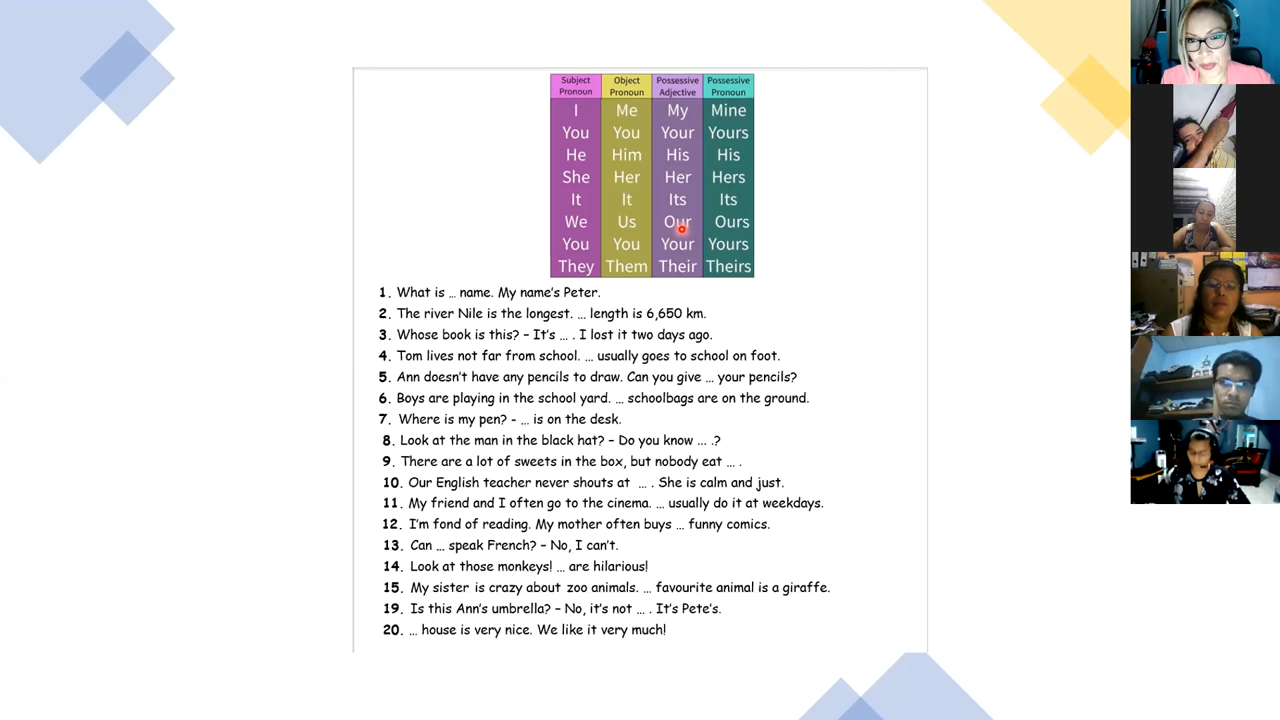 Subject Pronoun Object Pronoun Possessive Adjective Possessive Pronoun
I Me My Mine
You You Your Yours
He Him His His
She Her Her Hers
It It Its Its
We Us Our Ours
You You Your Yours
They Them Their Theirs
1. What is … name. My name's Peter.
2. The river Nile is the longest. … length is 6,650 km.
3. Whose book is this? – It's … . I lost it two days ago.
4. Tom lives not far from school. … usually goes to school on foot.
5. Ann doesn't have any pencils to draw. Can you give … your pencils?
6. Boys are playing in the school yard. … schoolbags are on the ground.
7. Where is my pen? - … is on the desk.
8. Look at the man in the black hat? – Do you know … .?
9. There are a lot of sweets in the box, but nobody eat … .
10. Our English teacher never shouts at … . She is calm and just.
11. My friend and I often go to the cinema. … usually do it at weekdays.
12. I'm fond of reading. My mother often buys … funny comics.
13. Can … speak French? – No, I can't.
14. Look at those monkeys! … are hilarious!
15. My sister is crazy about zoo animals. … favourite animal is a giraffe.
19. Is this Ann's umbrella? – No, it's not … . It's Pete's.
20. … house is very nice. We like it very much!